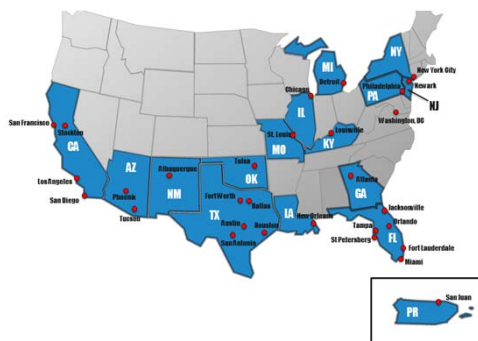 NY
MI
New York City
Detroit
Philadelphia
Newark
Chicago
PA
NJ
IL
Washington, DC
San Francisco
Stockton
St. Louis
Louisville
CA
MO
KY
AZ
Albuquerque
Tulsa
OK
Atlanta
Los Angeles
NM
GA
San Diego
Phoenix
Fort Worth
Dallas
Tucson
TX
LA
Jacksonville
Austin
New Orleans
Orlando
Houston
Tampa
San Antonio
FL
St Petersberg
Fort Lauderdale
Miami
San Juan
PR